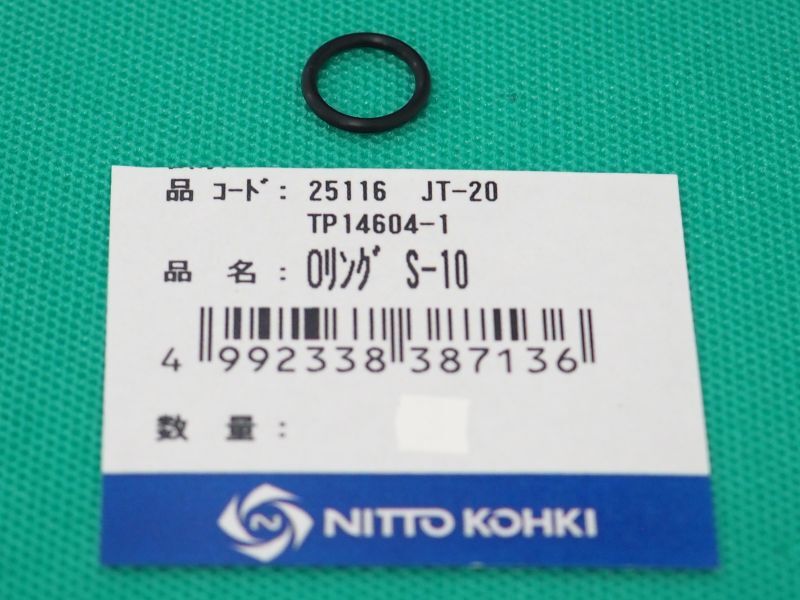 品 ｺｰﾄﾞ: 25116 JT-20
TP14604-1
品 名: Oﾘﾝｸﾞ S-10
4 992338 387136
数 量:
NITTO KOHKI